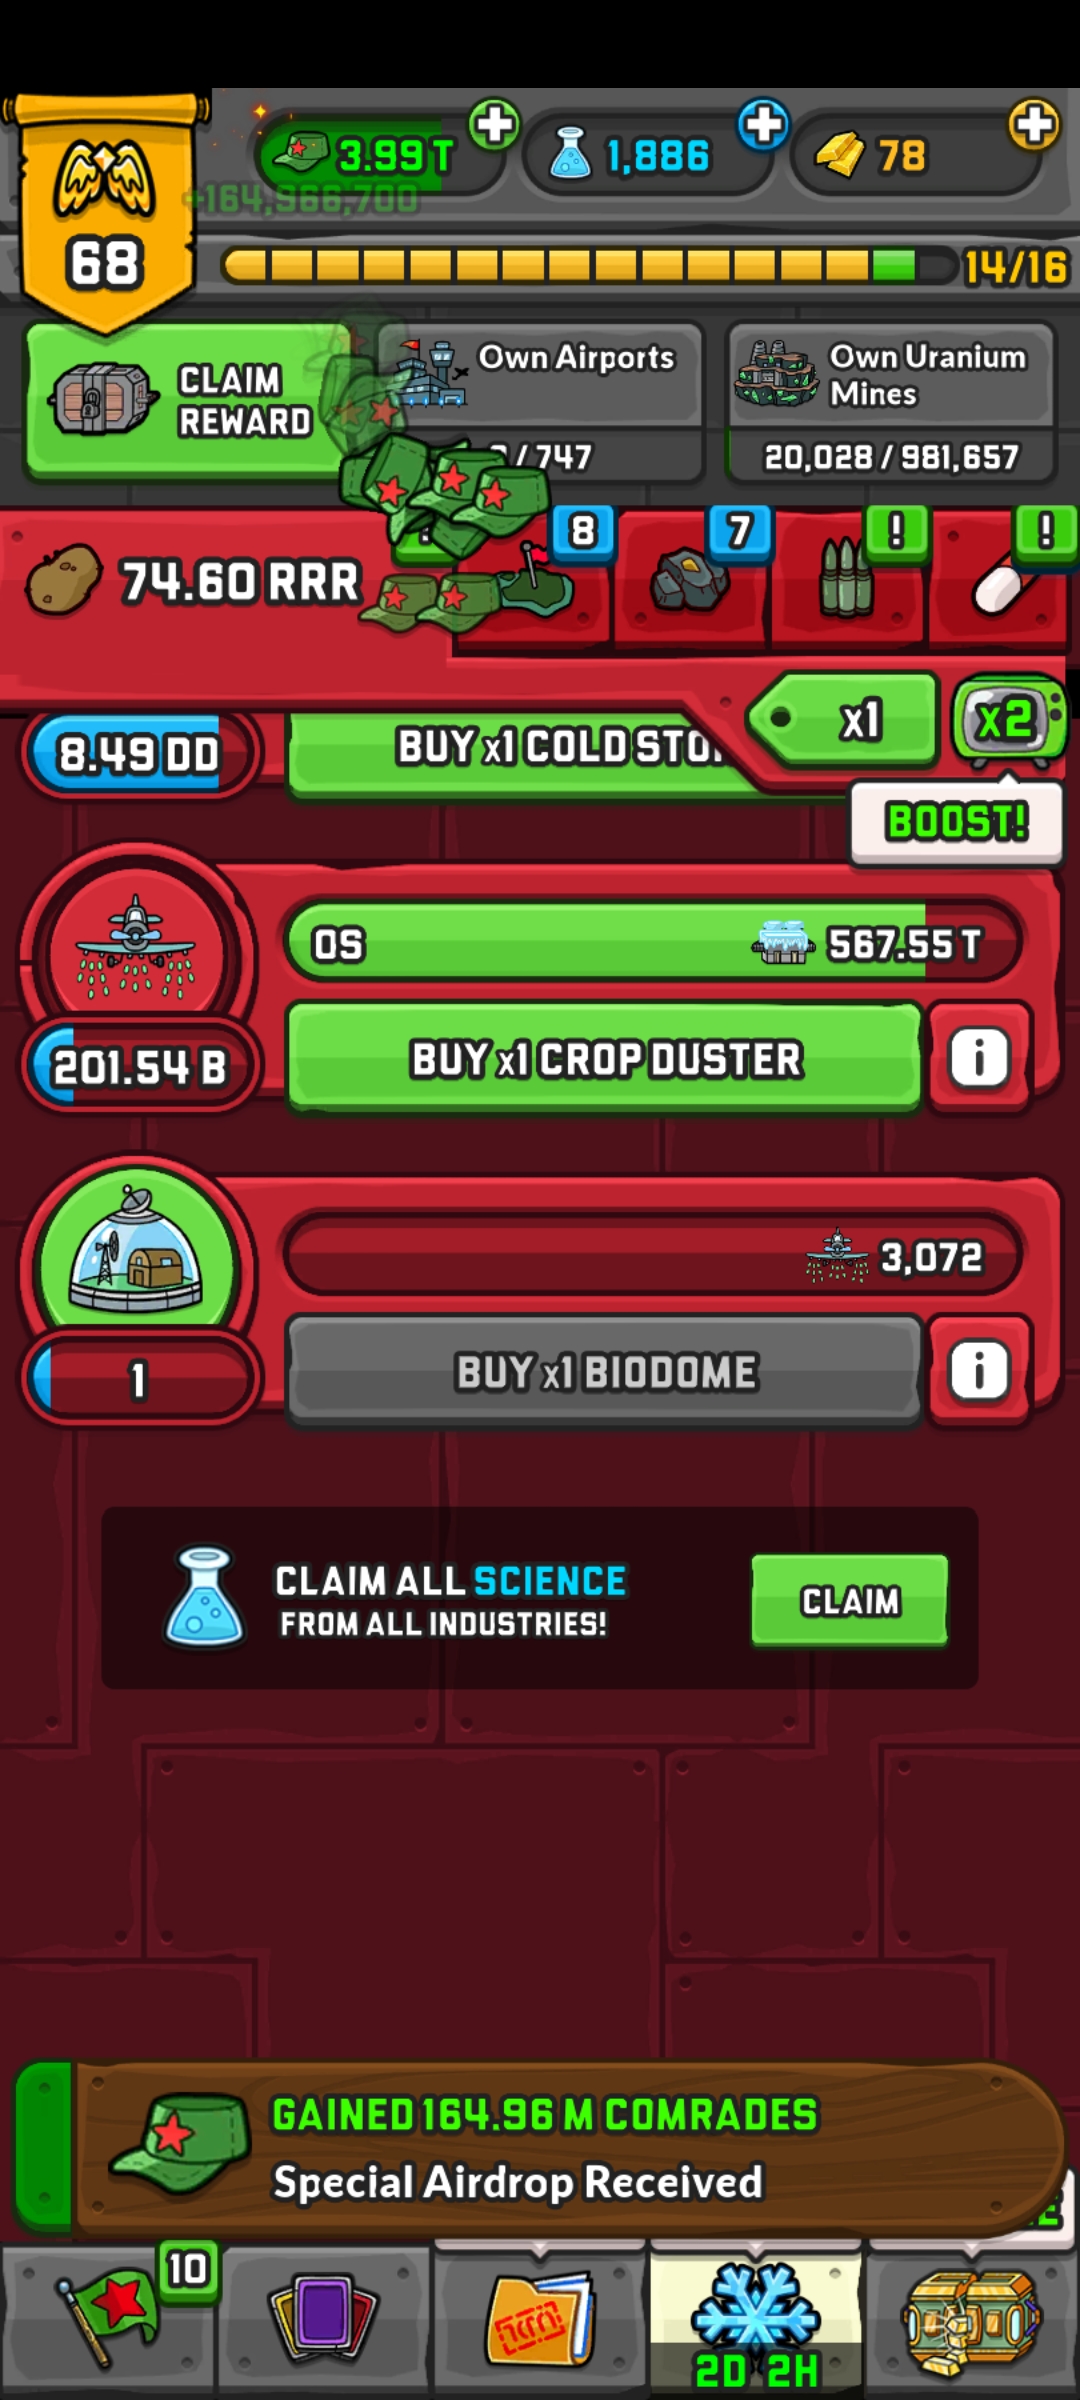 3.99 T
1,886
78
+164,966,700
68
14/16
CLAIM
REWARD
Own Airports
/ 747
Own Uranium
Mines
20,028 / 981,657
74.60 RRR
8
7
!
!
x1
x2
BOOST!
8.49 DD
BUY x1 COLD STO
0S
567.55 T
201.54 B
BUY x1 CROP DUSTER
i
3,072
1
BUY x1 BIODOME
i
CLAIM ALL SCIENCE
FROM ALL INDUSTRIES!
CLAIM
GAINED 164.96 M COMRADES
Special Airdrop Received
10
2D 2H